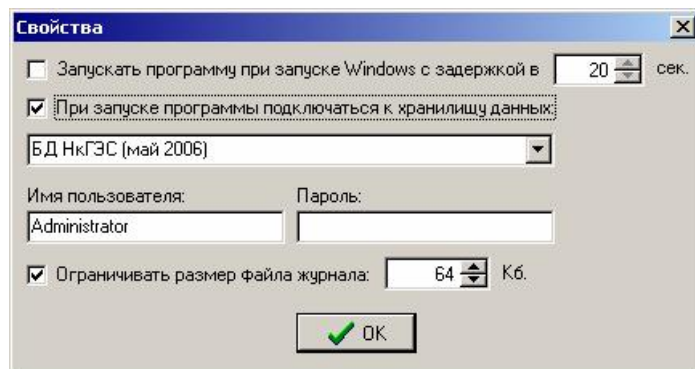 Свойства
Запускать программу при запуске Windows с задержкой в 20 сек.
При запуске программы подключаться к хранилищу данных:
БД НкГЭС (май 2006)
Имя пользователя: Пароль:
Administrator
Ограничивать размер файла журнала: 64 Кб.
OK